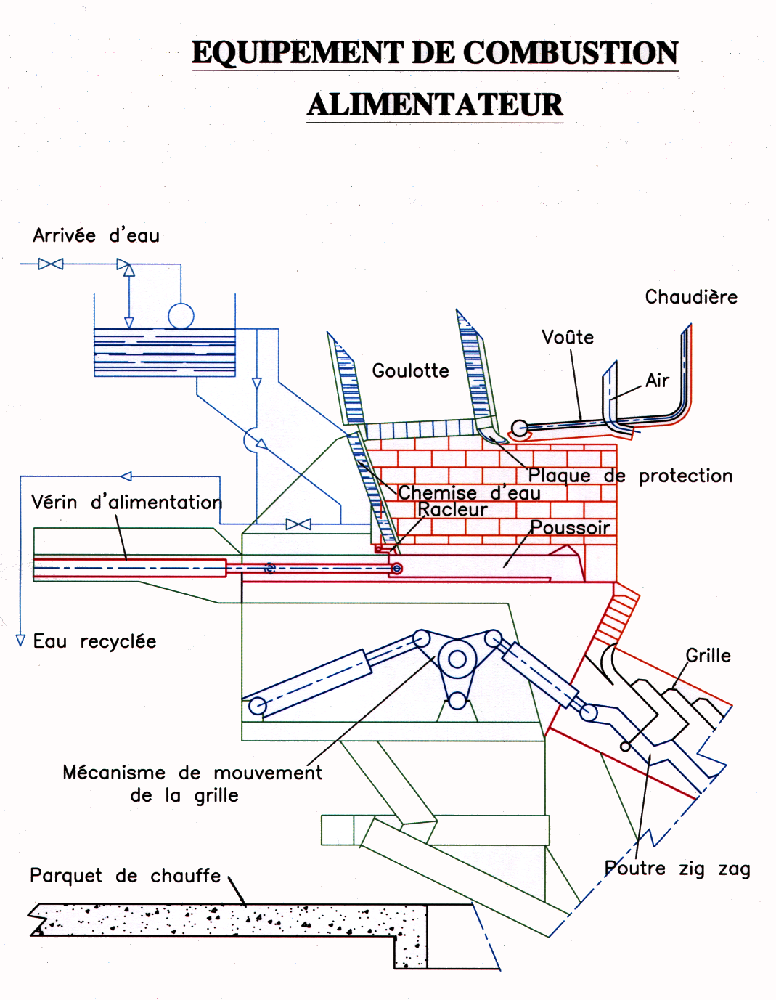 EQUIPEMENT DE COMBUSTION
ALIMENTATEUR
Arrivée d'eau
Chaudière
Voûte
Goulotte
Air
Plaque de protection
Chemise d'eau
Vérin d'alimentation
Racleur
Poussoir
Eau recyclée
Grille
Mécanisme de mouvement
de la grille
Poutre zig zag
Parquet de chauffe